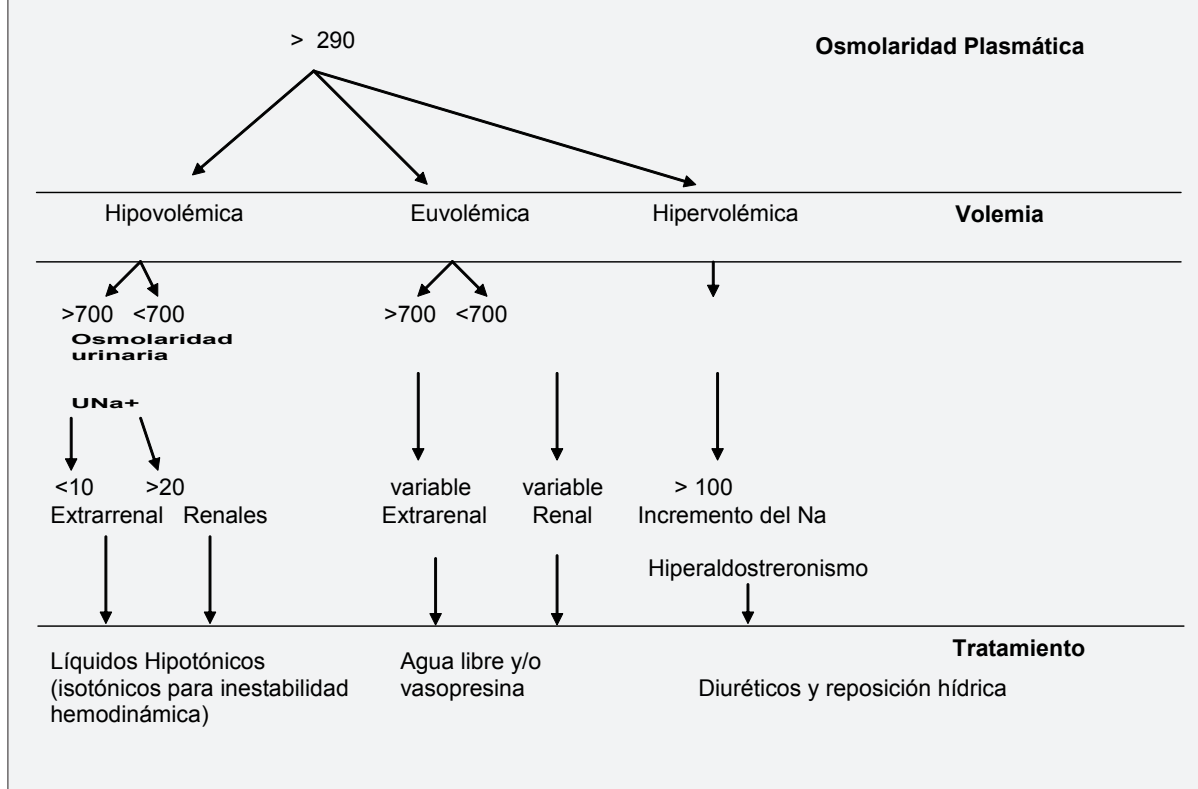 > 290
Osmolaridad Plasmática
Hipovolémica Euvolémica Hipervolémica Volemia
>700 <700 >700 <700
Osmolaridad
urinaria
UNa+
<10 >20 variable variable > 100
Extrarrenal Renales Extrarenal Renal Incremento del Na
Hiperaldostreronismo
Tratamiento
Líquidos Hipotónicos
(isotónicos para inestabilidad
hemodinámica)
Agua libre y/o
vasopresina
Diuréticos y reposición hídrica